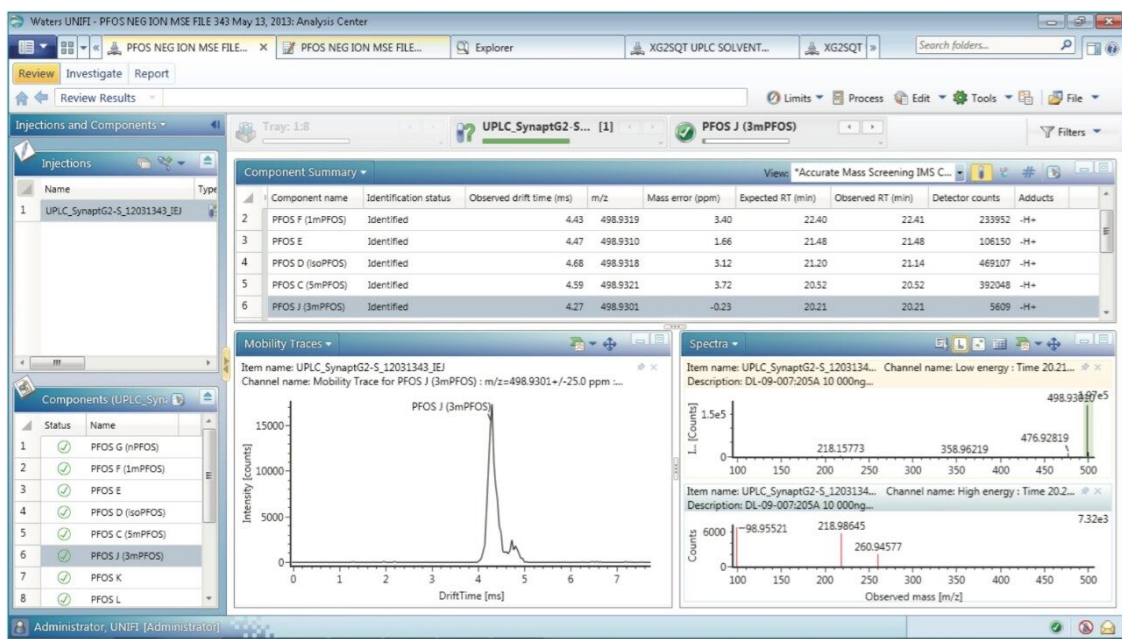 Waters UNIFI - PFOS NEG ION MSE FILE 343 May 13, 2013: Analysis Center
PFOS NEG ION MSE FILE... × PFOS NEG ION MSE FILE... Explorer XG2SQT UPLC SOLVENT... XG2SQT Search folders...
Review Investigate Report
Review Results Limits Process Edit Tools File
Injections and Components Tray: 1:8 UPLC_SynaptG2-S... [1] PFOS J (3mPFOS) Filters
Injections
Name Type
1 UPLC_SynaptG2-S_12031343_IEJ
Component Summary View: *Accurate Mass Screening IMS C...
Component name Identification status Observed drift time (ms) m/z Mass error (ppm) Expected RT (min) Observed RT (min) Detector counts Adducts
2 PFOS F (1mPFOS) Identified 4.43 498.9319 3.40 22.40 22.41 233952 -H+
3 PFOS E Identified 4.47 498.9310 1.66 21.48 21.48 106150 -H+
4 PFOS D (isoPFOS) Identified 4.68 498.9318 3.12 21.20 21.14 469107 -H+
5 PFOS C (5mPFOS) Identified 4.59 498.9321 3.72 20.52 20.52 392048 -H+
6 PFOS J (3mPFOS) Identified 4.27 498.9301 -0.23 20.21 20.21 5609 -H+
Components (UPLC_Syna
Status Name
1 PFOS G (nPFOS)
2 PFOS F (1mPFOS)
3 PFOS E
4 PFOS D (isoPFOS)
5 PFOS C (5mPFOS)
6 PFOS J (3mPFOS)
7 PFOS K
8 PFOS L
Mobility Traces
Item name: UPLC_SynaptG2-S_12031343_IEJ
Channel name: Mobility Trace for PFOS J (3mPFOS) : m/z=498.9301+/-25.0 ppm :...
PFOS J (3mPFOS)
Intensity [counts]
15000
10000
5000
0
0 1 2 3 4 5 6 7
DriftTime [ms]
Spectra
Item name: UPLC_SynaptG2-S_1203134... Channel name: Low energy : Time 20.21...
Description: DL-09-007:205A 10 000ng...
I... [Counts]
1.5e5
0
218.15773 358.96219 476.92819
100 150 200 250 300 350 400 450 500
Item name: UPLC_SynaptG2-S_1203134... Channel name: High energy : Time 20.2...
Description: DL-09-007:205A 10 000ng...
7.32e3
Counts
6000
0
98.95521 218.98645 260.94577
100 150 200 250 300 350 400 450 500
Observed mass [m/z]
Administrator, UNIFI [Administrator]